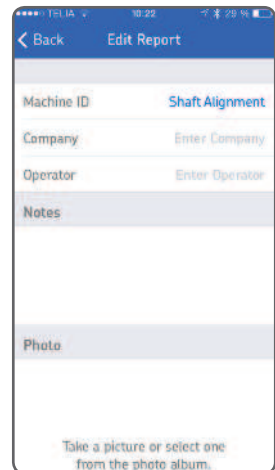 TELIA 10:22 29 %
Back Edit Report
Machine ID Shaft Alignment
Company Enter Company
Operator Enter Operator
Notes
Photo
Take a picture or select one
from the photo album.